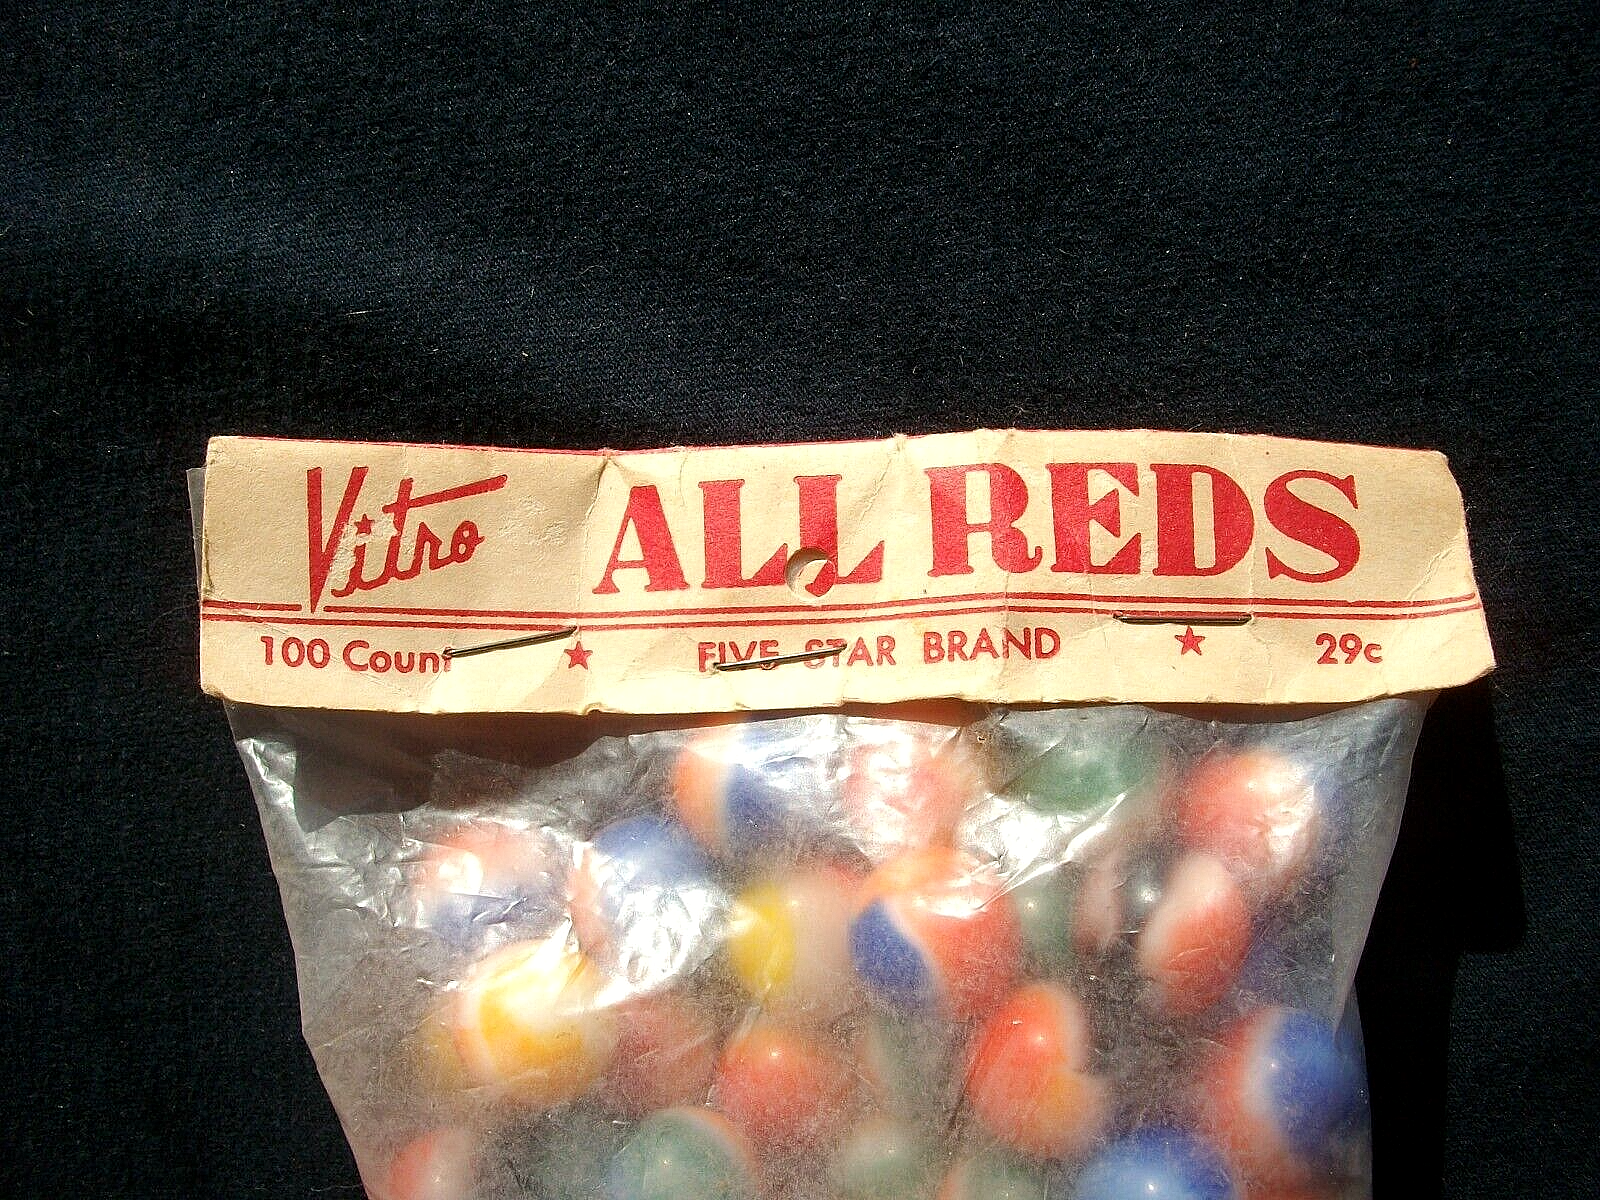 Vitro ALL REDS
100 Count ★ FIVE STAR BRAND ★ 29c